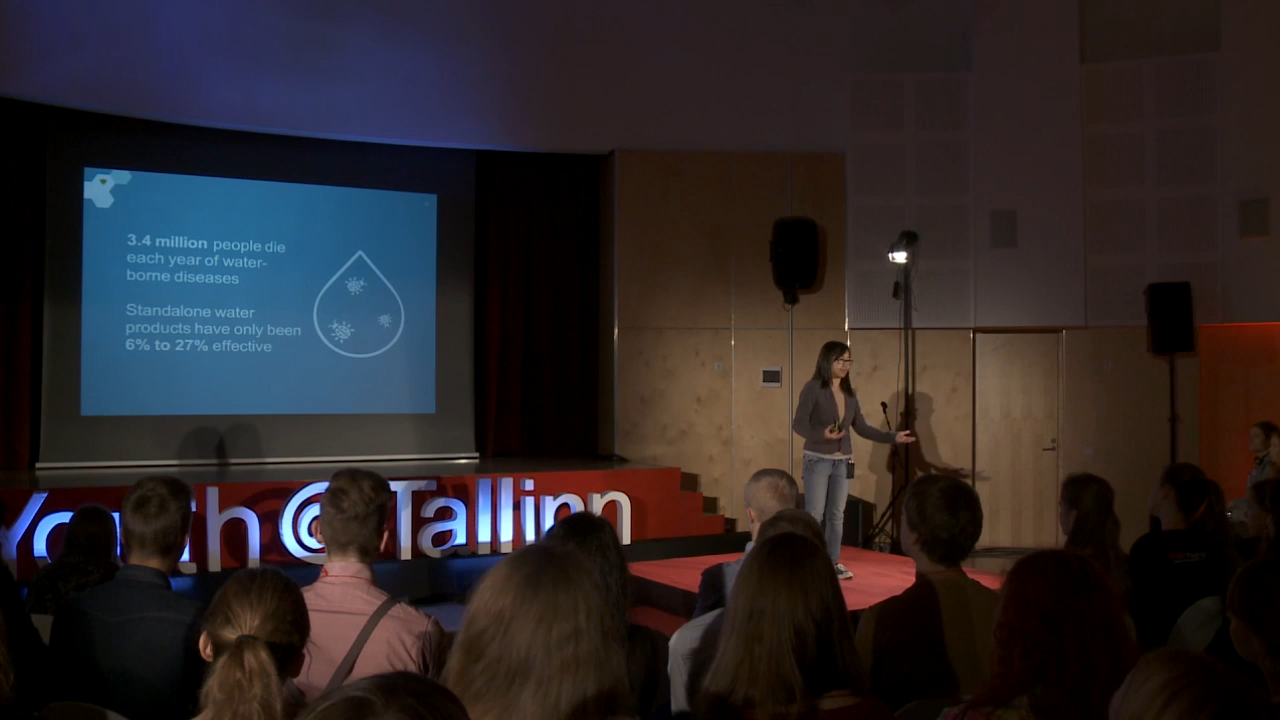 3.4 million people die
each year of water-
borne diseases
Standalone water
products have only been
6% to 27% effective
Youth@Tallinn